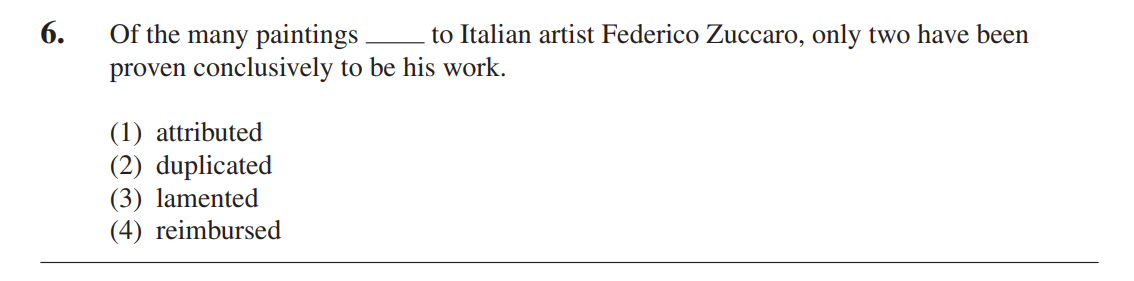 6. Of the many paintings ____ to Italian artist Federico Zuccaro, only two have been
proven conclusively to be his work.
(1) attributed
(2) duplicated
(3) lamented
(4) reimbursed